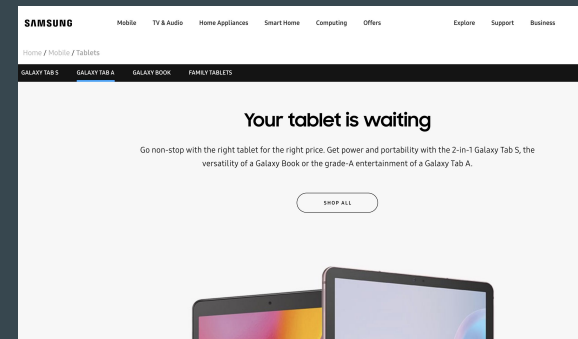 SAMSUNG Mobile TV & Audio Home Appliances Smart Home Computing Offers Explore Support Business
Home / Mobile / Tablets
GALAXY TAB S GALAXY TAB A GALAXY BOOK FAMILY TABLETS
Your tablet is waiting
Go non-stop with the right tablet for the right price. Get power and portability with the 2-in-1 Galaxy Tab S, the
versatility of a Galaxy Book or the grade-A entertainment of a Galaxy Tab A.
SHOP ALL